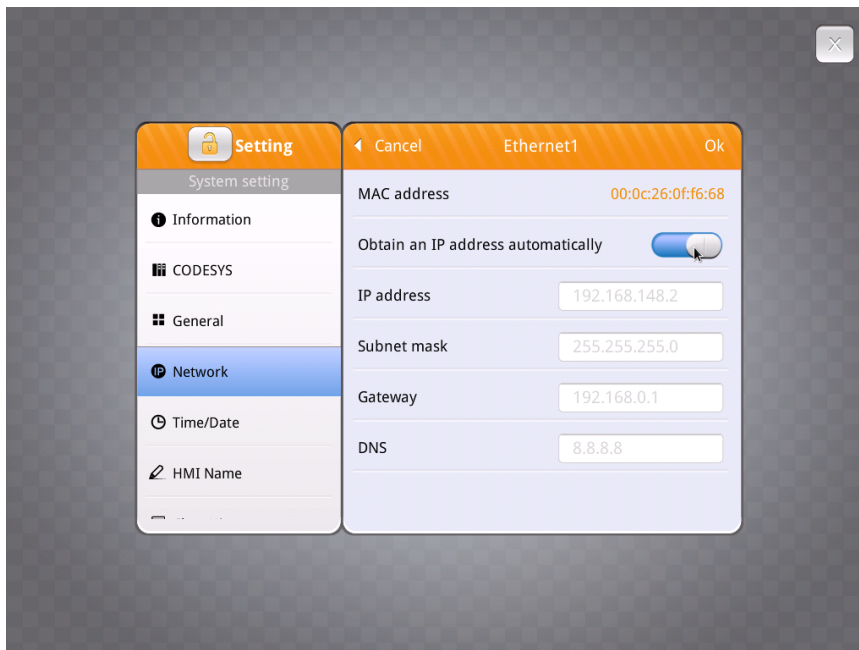 X
Setting
System setting
Information
CODESYS
General
IP Network
Time/Date
HMI Name
Cancel Ethernet1 Ok
MAC address 00:0c:26:0f:f6:68
Obtain an IP address automatically
IP address 192.168.148.2
Subnet mask 255.255.255.0
Gateway 192.168.0.1
DNS 8.8.8.8